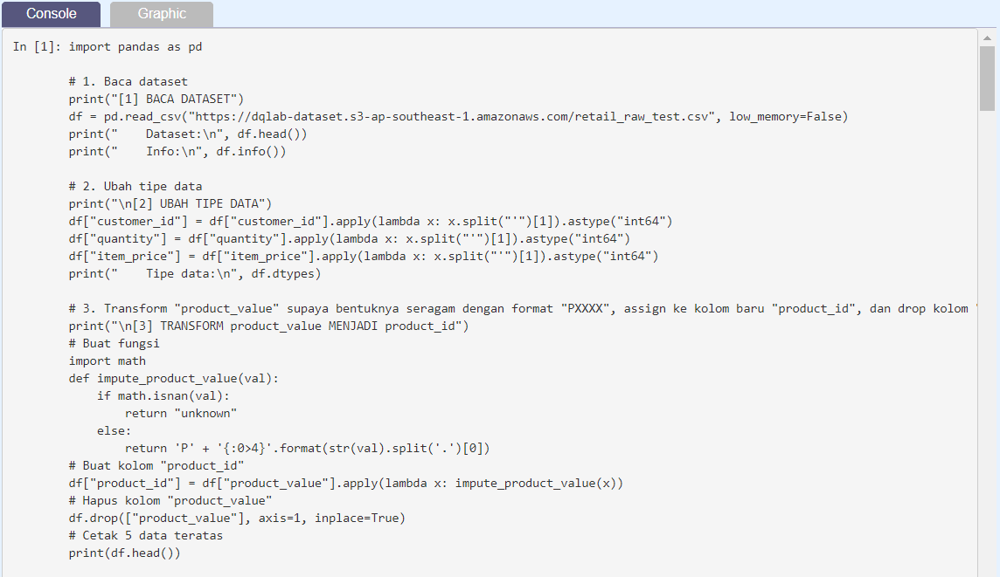 Console
Graphic
In [1]: import pandas as pd
# 1. Baca dataset
print("[1] BACA DATASET")
df = pd.read_csv("https://dqlab-dataset.s3-ap-southeast-1.amazonaws.com/retail_raw_test.csv", low_memory=False)
print("    Dataset:\n", df.head())
print("    Info:\n", df.info())
# 2. Ubah tipe data
print("\n[2] UBAH TIPE DATA")
df["customer_id"] = df["customer_id"].apply(lambda x: x.split("'")[1]).astype("int64")
df["quantity"] = df["quantity"].apply(lambda x: x.split("'")[1]).astype("int64")
df["item_price"] = df["item_price"].apply(lambda x: x.split("'")[1]).astype("int64")
print("    Tipe data:\n", df.dtypes)
# 3. Transform "product_value" supaya bentuknya seragam dengan format "PXXXX", assign ke kolom baru "product_id", dan drop kolom "
print("\n[3] TRANSFORM product_value MENJADI product_id")
# Buat fungsi
import math
def impute_product_value(val):
    if math.isnan(val):
        return "unknown"
    else:
        return 'P' + '{:0>4}'.format(str(val).split('.')[0])
# Buat kolom "product_id"
df["product_id"] = df["product_value"].apply(lambda x: impute_product_value(x))
# Hapus kolom "product_value"
df.drop(["product_value"], axis=1, inplace=True)
# Cetak 5 data teratas
print(df.head())